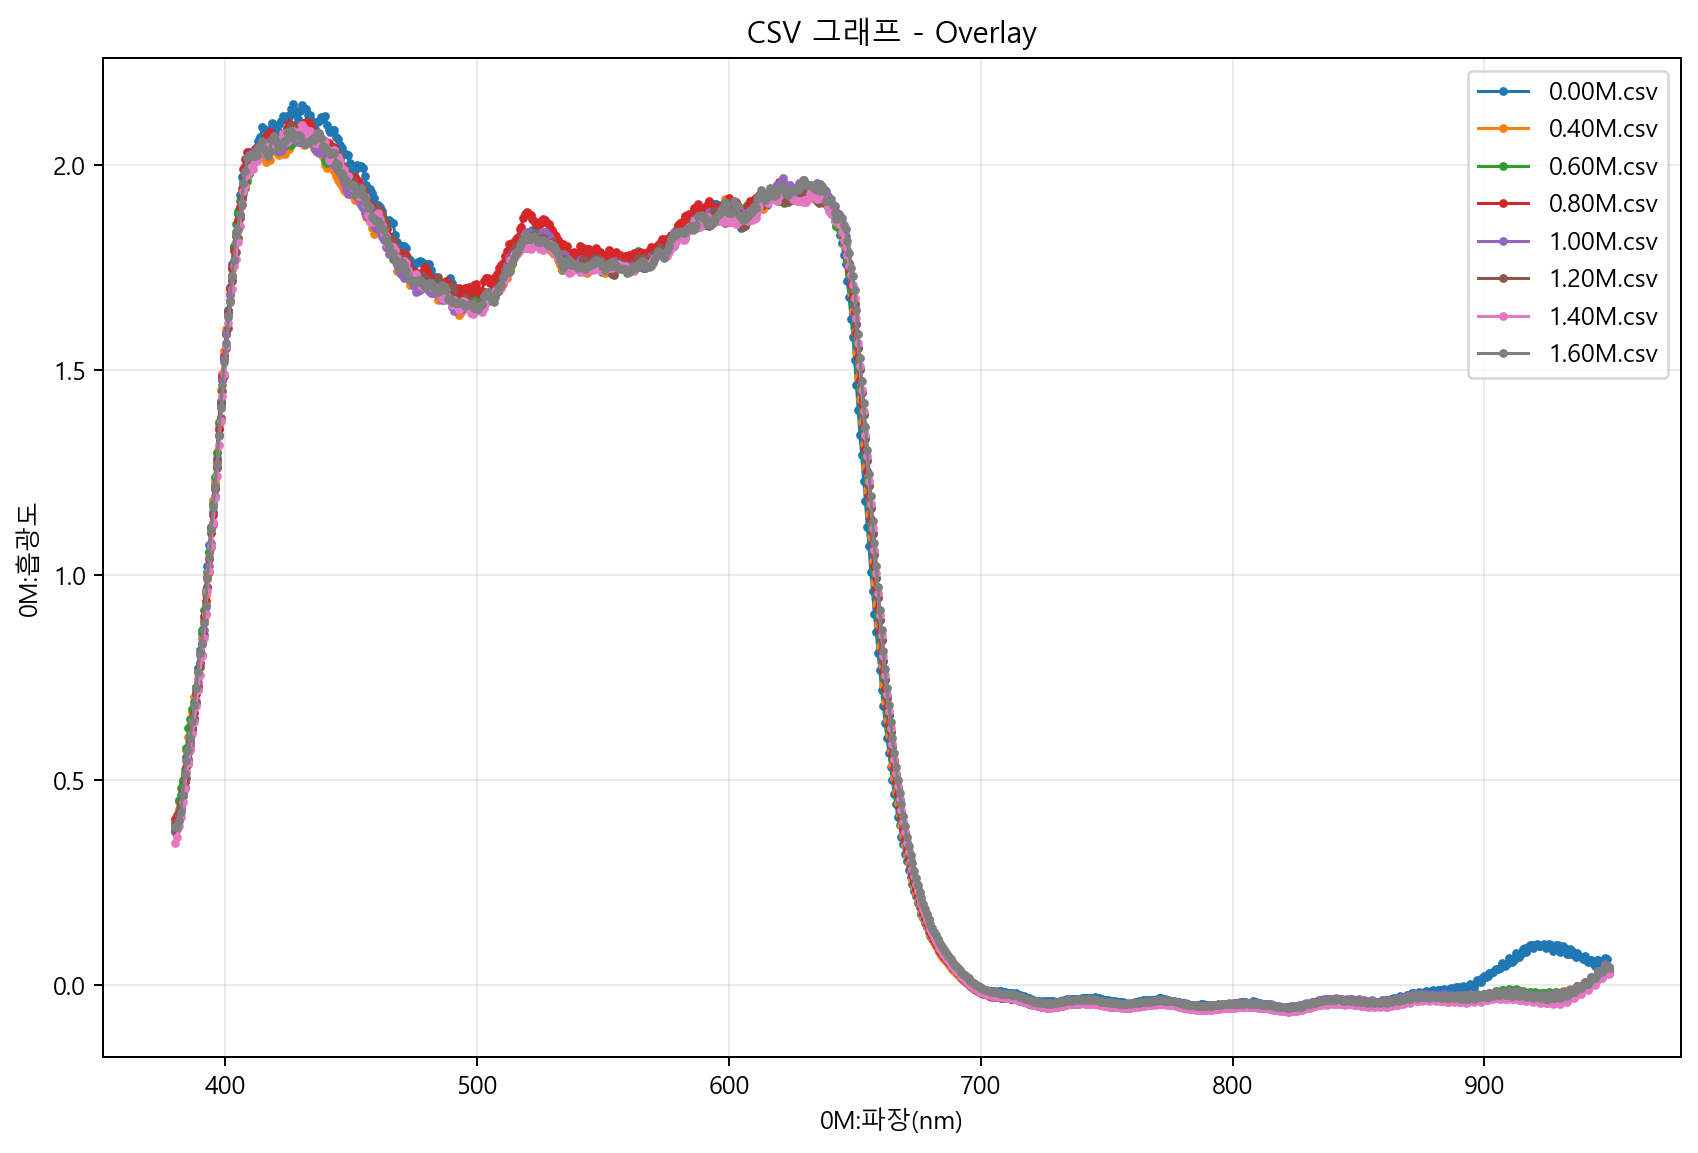 CSV 그래프 - Overlay
0.00M.csv
0.40M.csv
0.60M.csv
0.80M.csv
1.00M.csv
1.20M.csv
1.40M.csv
1.60M.csv
2.0
1.5
1.0
0.5
0.0
0M:흡광도
400
500
600
700
800
900
0M:파장(nm)